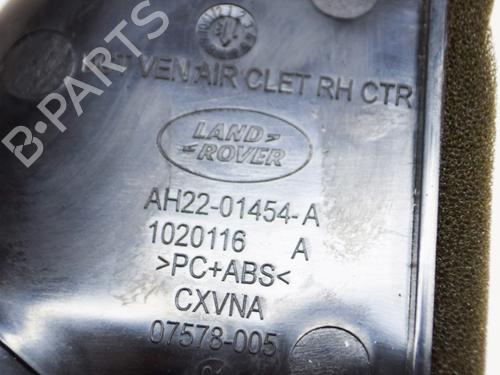 VEN AIR CLET RH CTR
LAND
ROVER
AH22-01454-A
1020116 A
>PC+ABS<
CXVNA
07578-005
B-PARTS